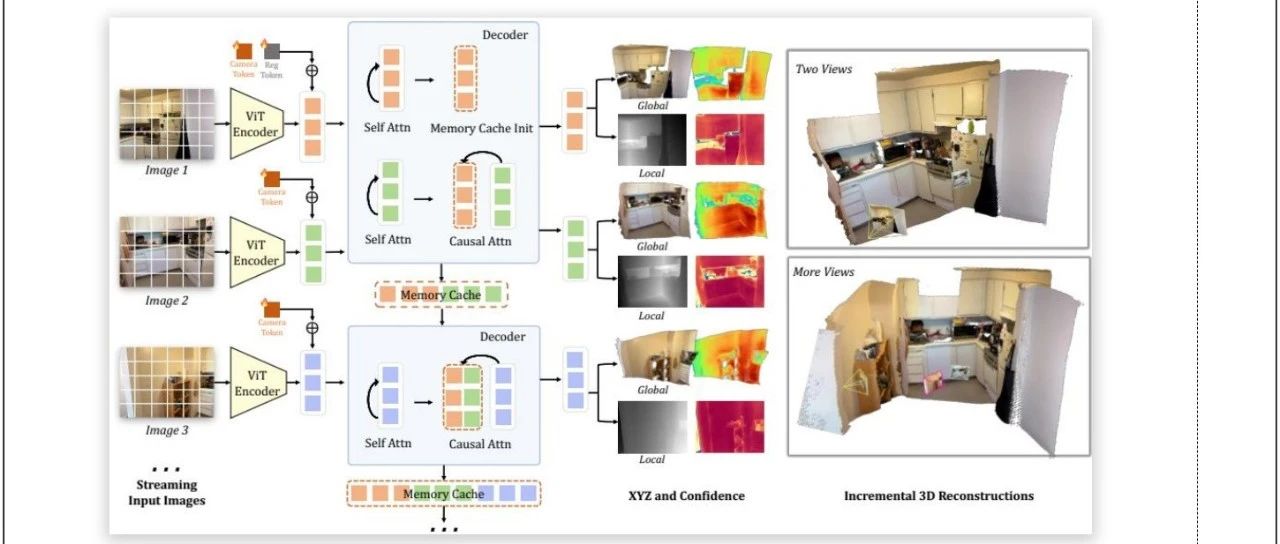 Decoder
Camera
Token
Reg
Token
ViT
Encoder
Image 1
Self Attn
Memory Cache Init
Global
Local
Two Views
Camera
Token
ViT
Encoder
Image 2
Self Attn
Causal Attn
Global
Local
Memory Cache
More Views
Camera
Token
Decoder
ViT
Encoder
Image 3
Self Attn
Causal Attn
Global
Local
...
Streaming
Input Images
Memory Cache
...
XYZ and Confidence
Incremental 3D Reconstructions